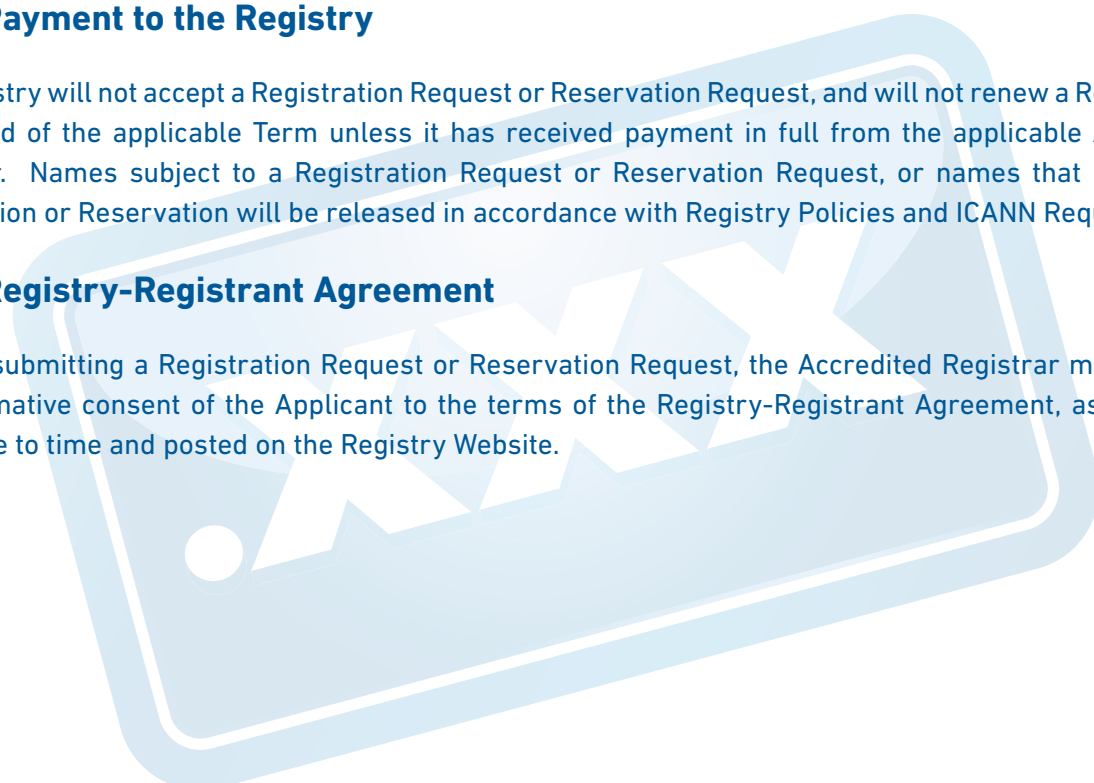 Payment to the Registry
stry will not accept a Registration Request or Reservation Request, and will not renew a R
d of the applicable Term unless it has received payment in full from the applicable
. Names subject to a Registration Request or Reservation Request, or names that
ion or Reservation will be released in accordance with Registry Policies and ICANN Requ
Registry-Registrant Agreement
submitting a Registration Request or Reservation Request, the Accredited Registrar m
mative consent of the Applicant to the terms of the Registry-Registrant Agreement, as
e to time and posted on the Registry Website.
XXX